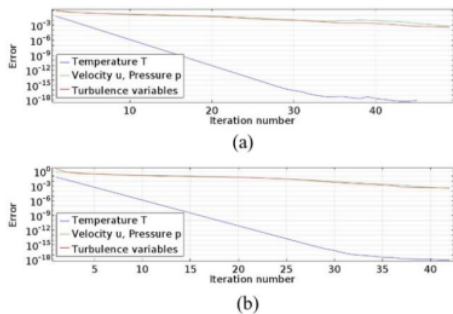 Error
10^-3
10^-6
10^-9
10^-12
10^-15
10^-18
Temperature T
Velocity u, Pressure p
Turbulence variables
10 20 30 40
Iteration number
(a)
Error
10^0
10^-3
10^-6
10^-9
10^-12
10^-15
10^-18
Temperature T
Velocity u, Pressure p
Turbulence variables
5 10 15 20 25 30 35 40
Iteration number
(b)